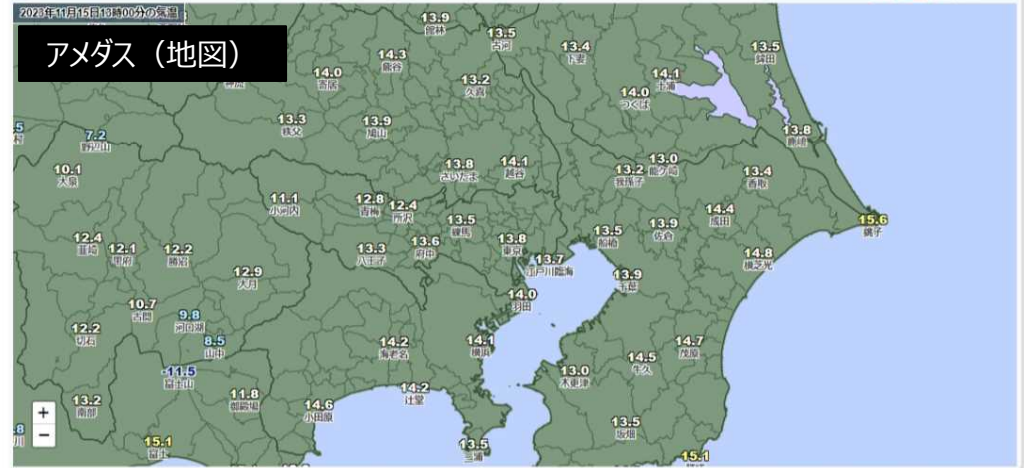 2023年11月15日13時00分の気温
アメダス（地図）
13.9
館林
13.5
古河
13.4
下妻
13.5
鉾田
14.3
熊谷
14.0
寄居
13.2
久喜
14.1
土浦
14.0
つくば
13.3
秩父
13.9
鳩山
13.8
鹿嶋
7.2
野辺山
10.1
大泉
13.8
さいたま
14.1
越谷
13.2
我孫子
13.0
龍ケ崎
13.4
香取
11.1
小河内
12.8
青梅
12.4
所沢
13.5
練馬
13.9
佐倉
14.4
成田
15.6
銚子
12.4
韮崎
12.1
甲府
12.2
勝沼
13.3
八王子
13.6
府中
13.8
東京
13.5
船橋
14.8
横芝光
13.7
江戸川臨海
12.9
大月
13.9
千葉
10.7
古関
9.8
河口湖
14.0
羽田
12.2
切石
8.5
山中
14.2
海老名
14.1
横浜
14.5
牛久
14.7
茂原
-11.5
富士山
13.0
木更津
13.2
南部
11.8
御殿場
14.6
小田原
14.2
辻堂
13.5
坂畑
15.1
富士
13.5
三浦
15.1
+
−